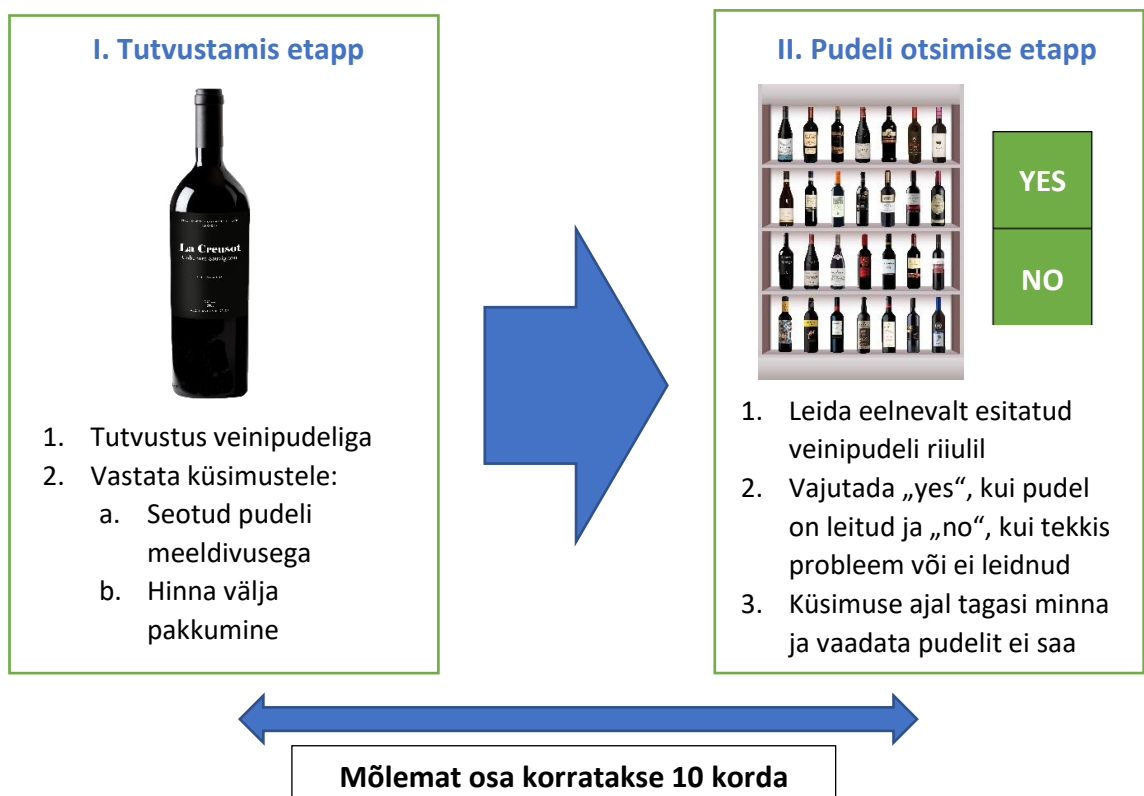 I. Tutvustamis etapp
La Creusot
Cabernet Sauvignon
1. Tutvustus veinipudeliga
2. Vastata küsimustele:
a. Seotud pudeli
meeldivusega
b. Hinna välja
pakkumine
II. Pudeli otsimise etapp
YES
NO
1. Leida eelnevalt esitatud
veinipudeli riiulil
2. Vajutada „yes“, kui pudel
on leitud ja „no“, kui tekkis
probleem või ei leidnud
3. Küsimuse ajal tagasi minna
ja vaadata pudelit ei saa
Mõlemat osa korratakse 10 korda